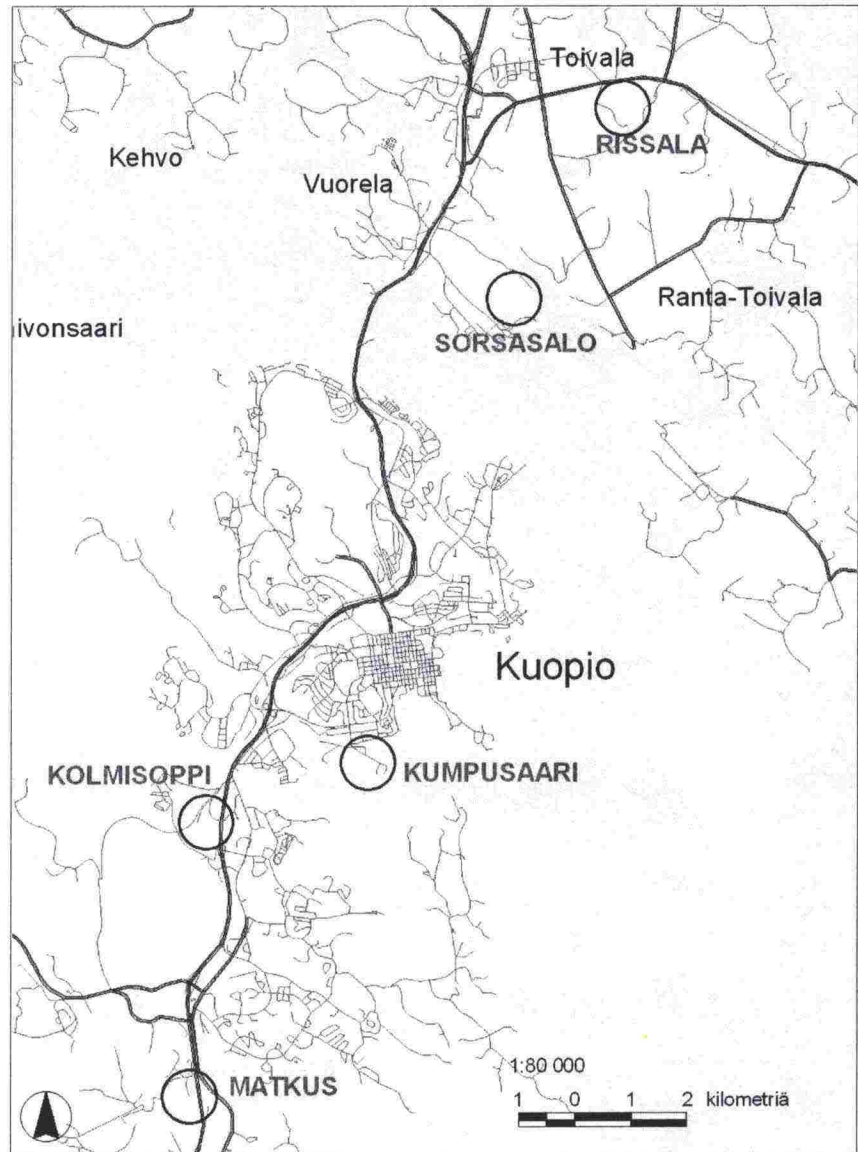 Toivala
RISSALA
Kehvo
Vuorela
Ranta-Toivala
ivonsaari
SORSASALO
Kuopio
KOLMISOPPI
KUMPUSAARI
MATKUS
1:80 000
1 0 1 2 kilometriä